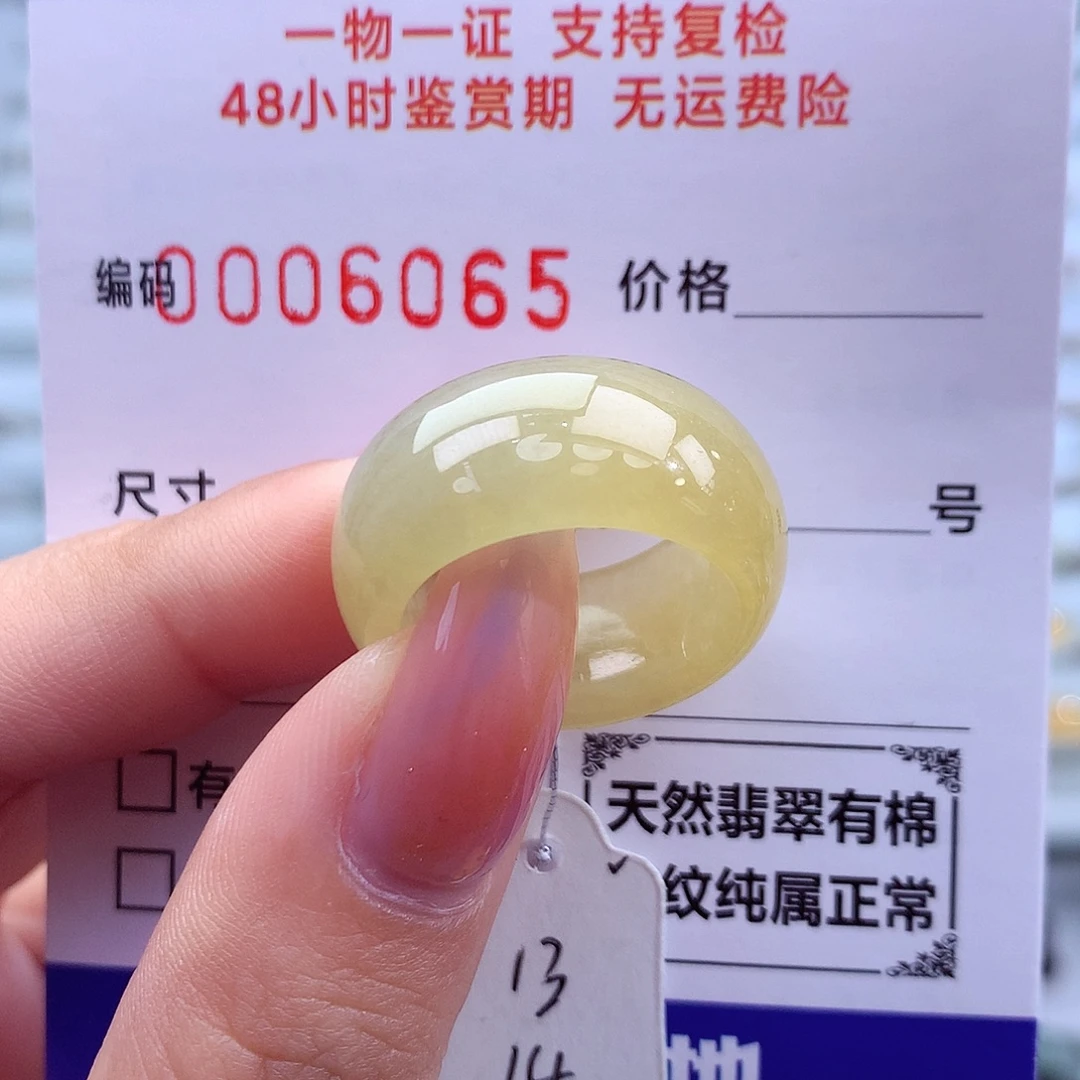 一物一证 支持复检
48小时鉴赏期 无运费险
编码0006065 价格
尺寸 号
有
天然翡翠有棉
纹纯属正常
13
14